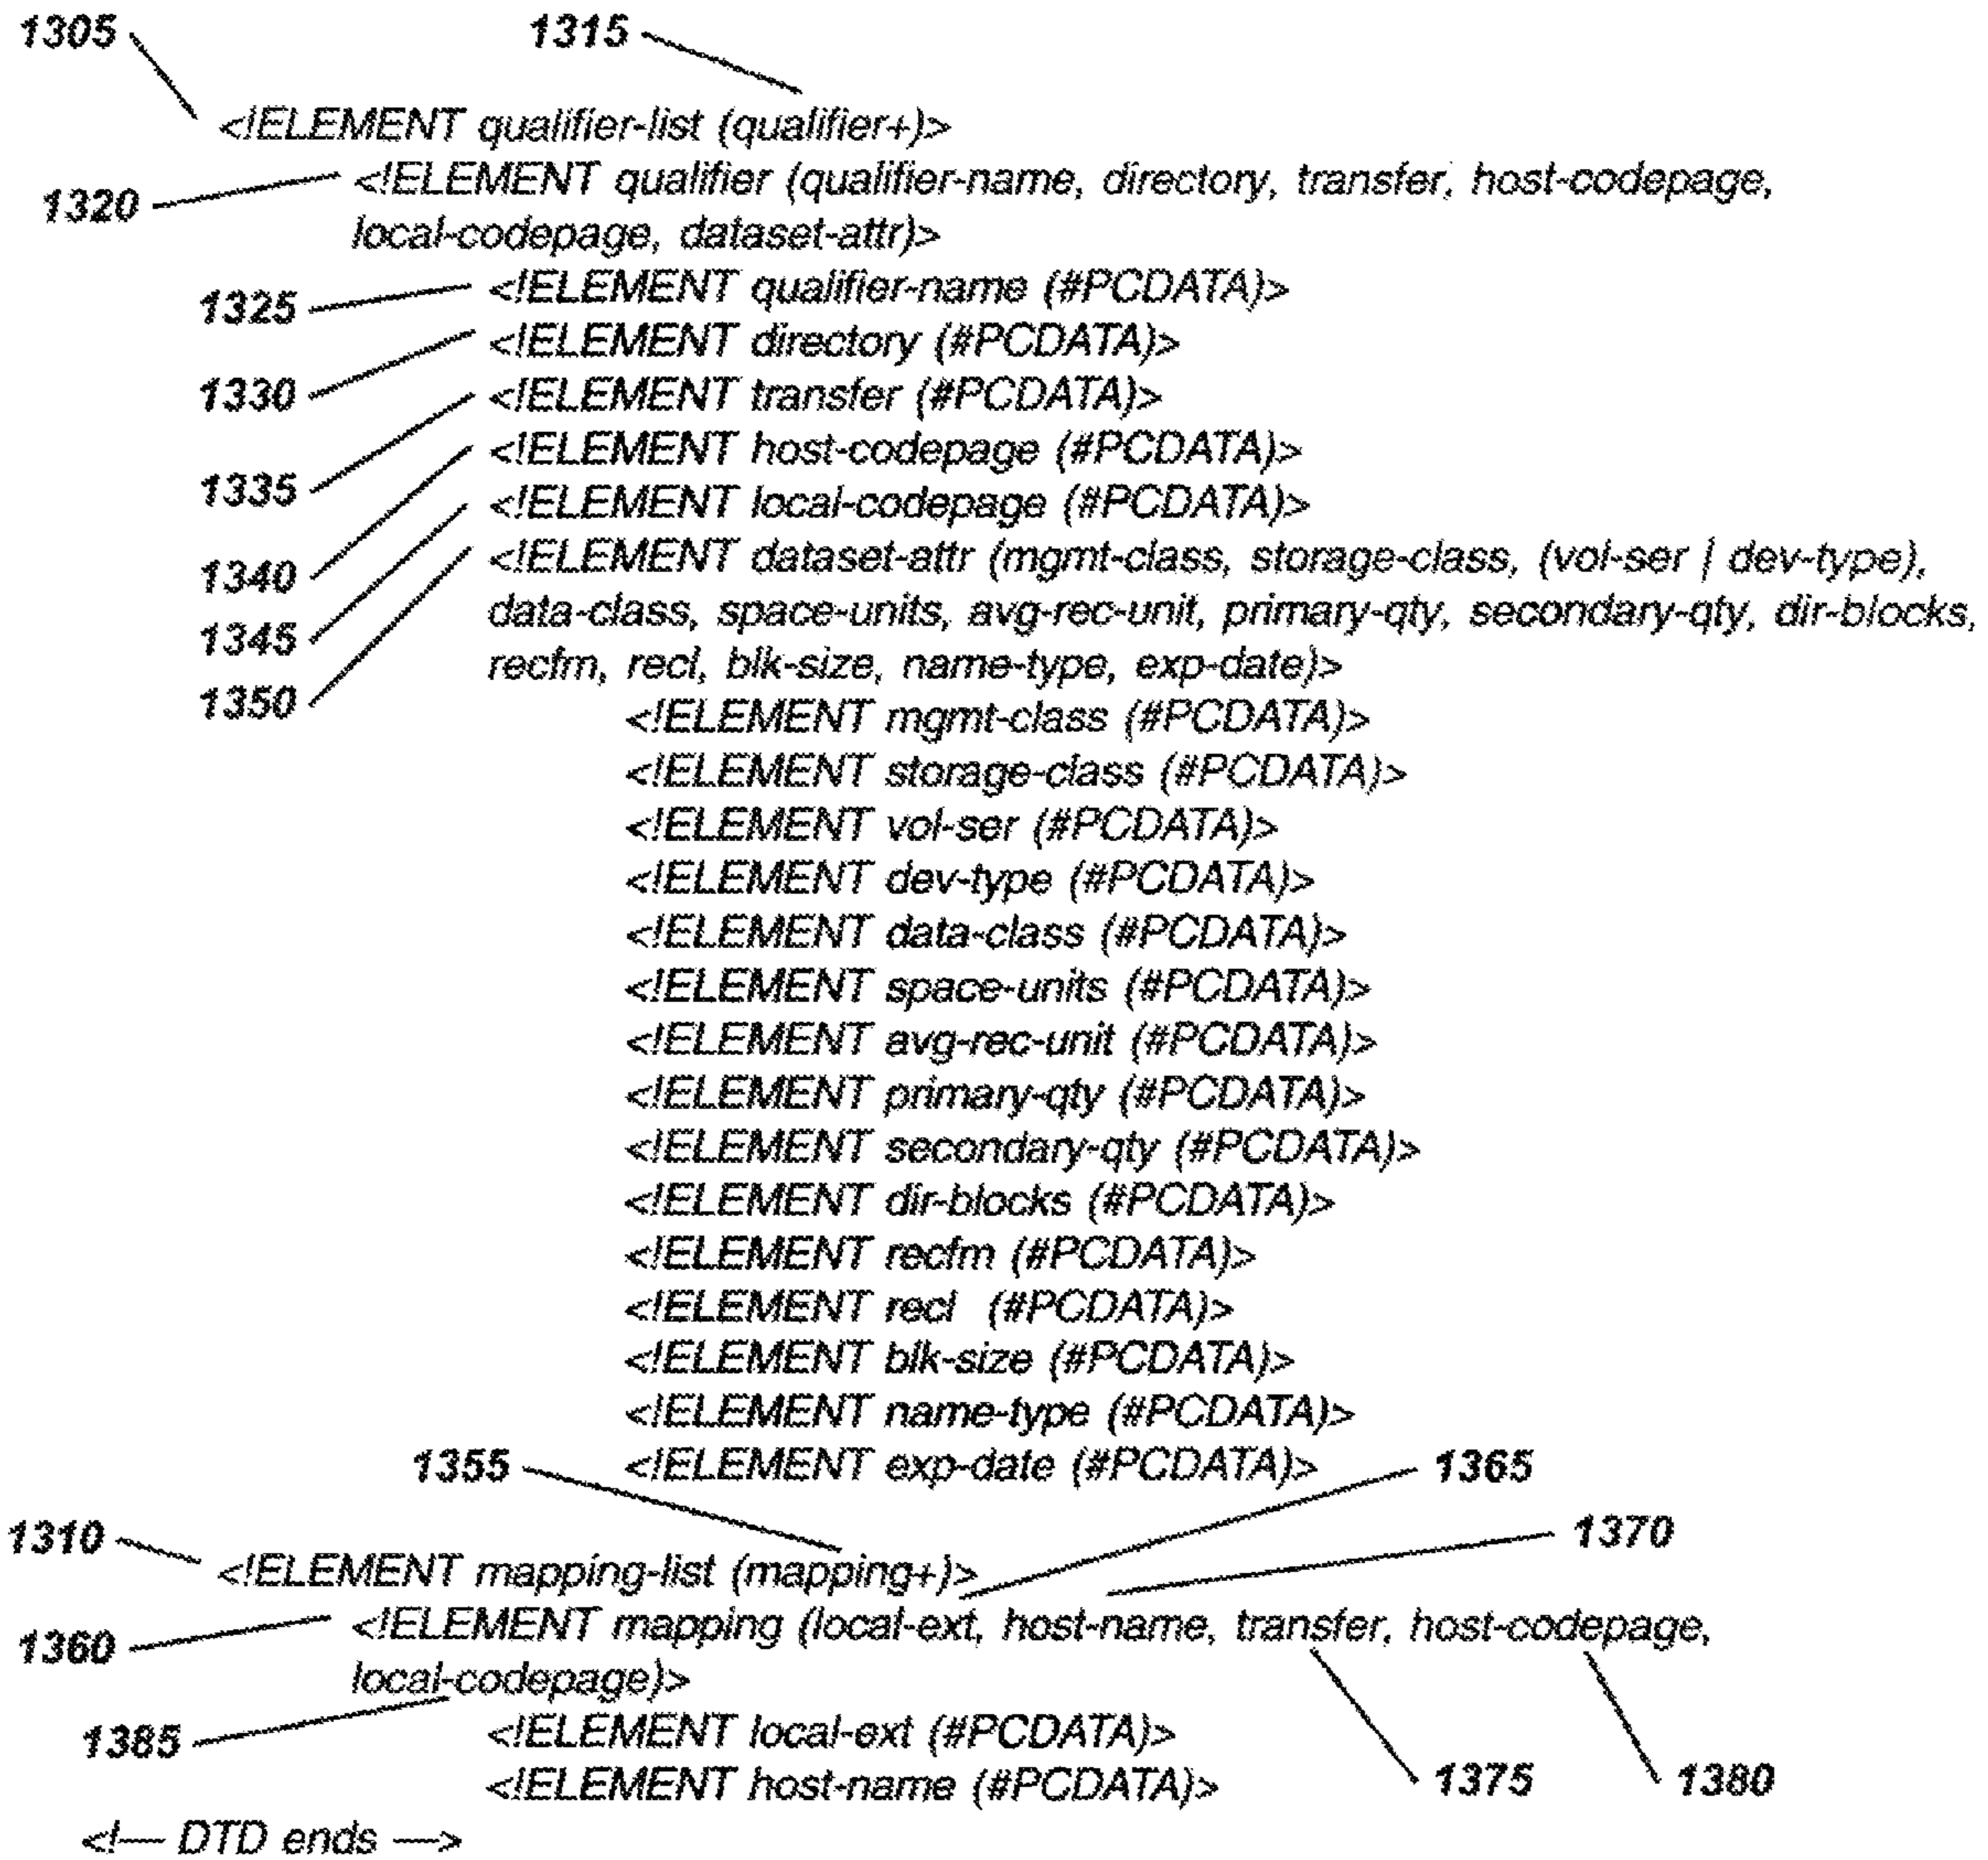 1305 1315
<!ELEMENT qualifier-list (qualifier+)>
1320 <!ELEMENT qualifier (qualifier-name, directory, transfer, host-codepage,
local-codepage, dataset-attr)>
1325 <!ELEMENT qualifier-name (#PCDATA)>
<!ELEMENT directory (#PCDATA)>
1330 <!ELEMENT transfer (#PCDATA)>
<!ELEMENT host-codepage (#PCDATA)>
1335 <!ELEMENT local-codepage (#PCDATA)>
1340 <!ELEMENT dataset-attr (mgmt-class, storage-class, (vol-ser | dev-type),
1345 data-class, space-units, avg-rec-unit, primary-qty, secondary-qty, dir-blocks,
recfm, recl, blk-size, name-type, exp-date)>
1350 <!ELEMENT mgmt-class (#PCDATA)>
<!ELEMENT storage-class (#PCDATA)>
<!ELEMENT vol-ser (#PCDATA)>
<!ELEMENT dev-type (#PCDATA)>
<!ELEMENT data-class (#PCDATA)>
<!ELEMENT space-units (#PCDATA)>
<!ELEMENT avg-rec-unit (#PCDATA)>
<!ELEMENT primary-qty (#PCDATA)>
<!ELEMENT secondary-qty (#PCDATA)>
<!ELEMENT dir-blocks (#PCDATA)>
<!ELEMENT recfm (#PCDATA)>
<!ELEMENT recl (#PCDATA)>
<!ELEMENT blk-size (#PCDATA)>
<!ELEMENT name-type (#PCDATA)>
1355 <!ELEMENT exp-date (#PCDATA)> 1365
1310 1370
<!ELEMENT mapping-list (mapping+)>
1360 <!ELEMENT mapping (local-ext, host-name, transfer, host-codepage,
local-codepage)>
1385 <!ELEMENT local-ext (#PCDATA)>
<!ELEMENT host-name (#PCDATA)> 1375 1380
<!— DTD ends —>